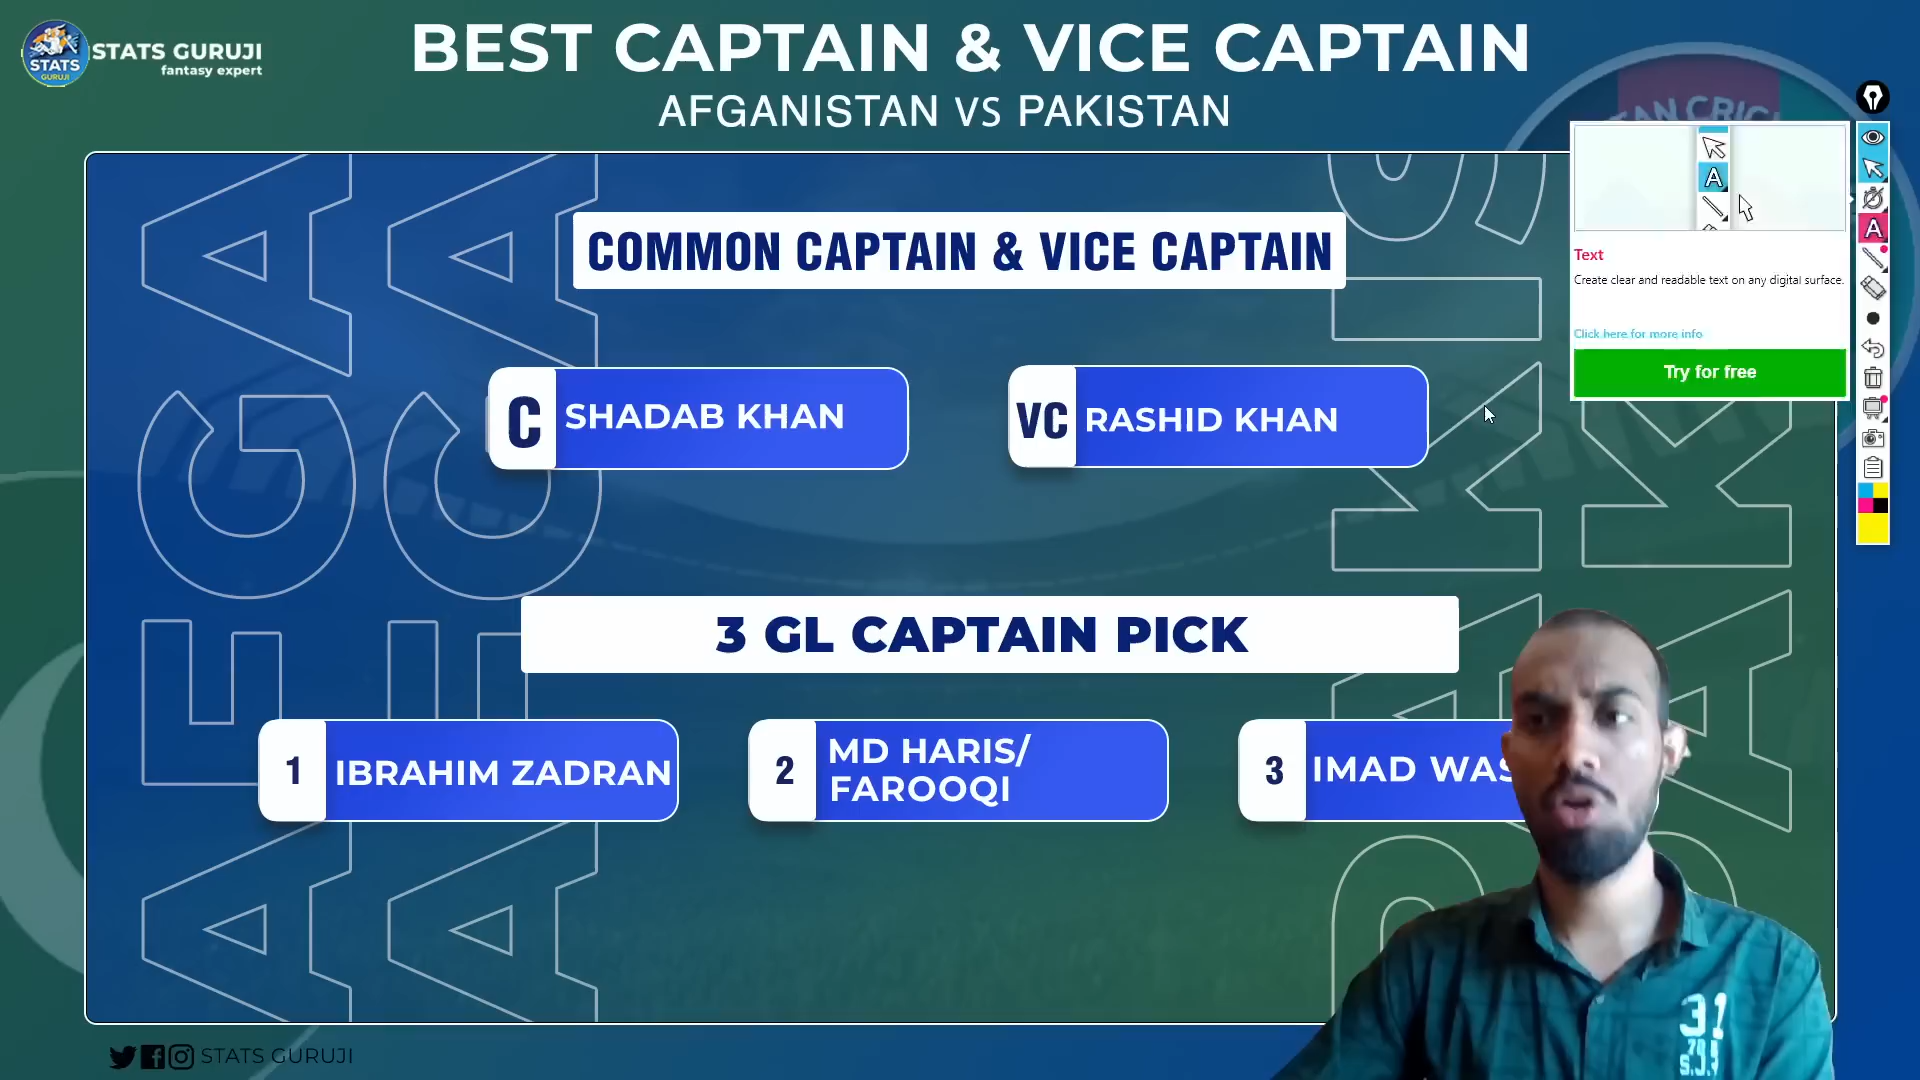 STATS GURUJI
fantasy expert
STATS
GURUJI
BEST CAPTAIN & VICE CAPTAIN
AFGANISTAN VS PAKISTAN
COMMON CAPTAIN & VICE CAPTAIN
C SHADAB KHAN
VC RASHID KHAN
3 GL CAPTAIN PICK
1 IBRAHIM ZADRAN
2 MD HARIS/
FAROOQI
3 IMAD WAS
A
Text
Create clear and readable text on any digital surface.
Click here for more info
Try for free
A
STATS GURUJI
31